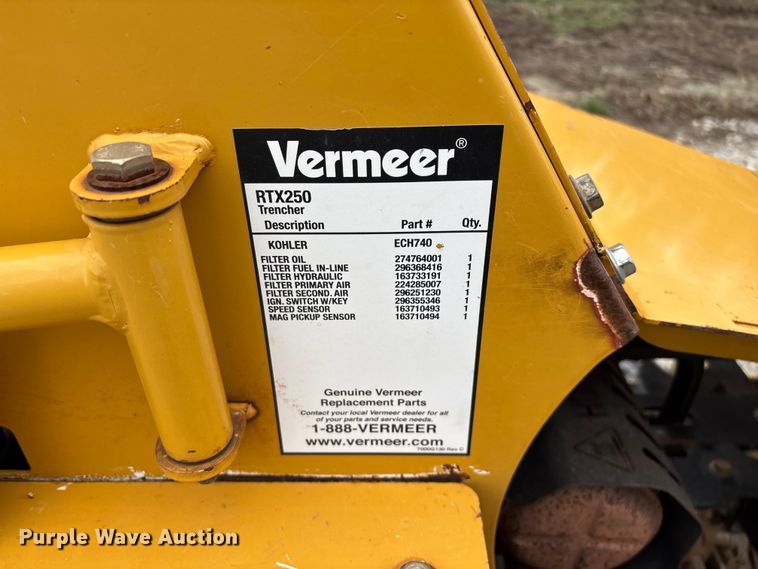 Vermeer®
RTX250
Trencher
Description Part # Qty.
KOHLER ECH740
FILTER OIL 274764001 1
FILTER FUEL IN-LINE 296368416 1
FILTER HYDRAULIC 163733191 1
FILTER PRIMARY AIR 224285007 1
FILTER SECOND. AIR 296251230 1
IGN. SWITCH W/KEY 296355346 1
SPEED SENSOR 163710493 1
MAG PICKUP SENSOR 163710494 1
Genuine Vermeer
Replacement Parts
Contact your local Vermeer dealer for all
of your parts and service needs.
1-888-VERMEER
www.vermeer.com
7000G130 Rev C
Purple Wave Auction